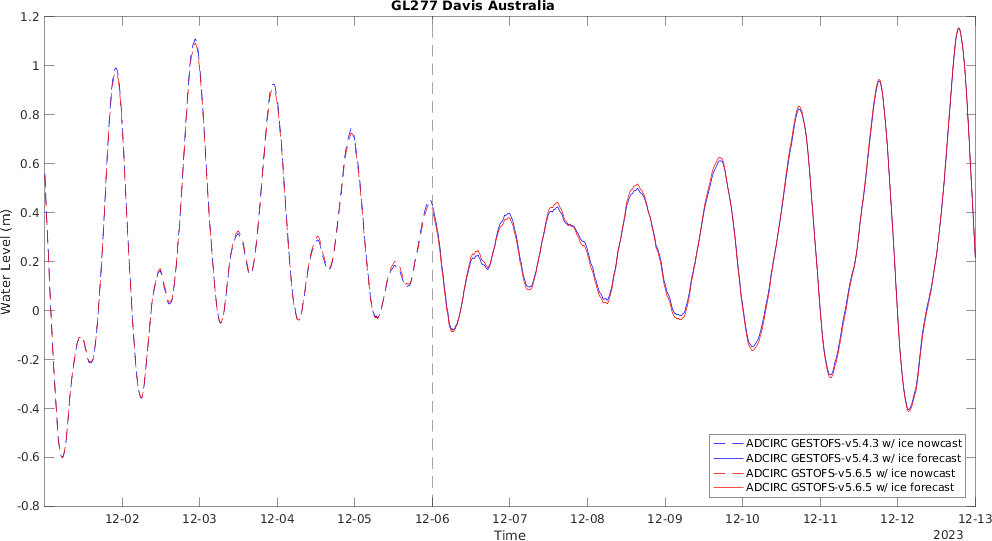 GL277 Davis Australia
Water Level (m)
1.2
1
0.8
0.6
0.4
0.2
0
-0.2
-0.4
-0.6
-0.8
ADCIRC GESTOFS-v5.4.3 w/ ice nowcast
ADCIRC GESTOFS-v5.4.3 w/ ice forecast
ADCIRC GSTOFS-v5.6.5 w/ ice nowcast
ADCIRC GSTOFS-v5.6.5 w/ ice forecast
12-02 12-03 12-04 12-05 12-06 12-07 12-08 12-09 12-10 12-11 12-12 12-13
Time
2023